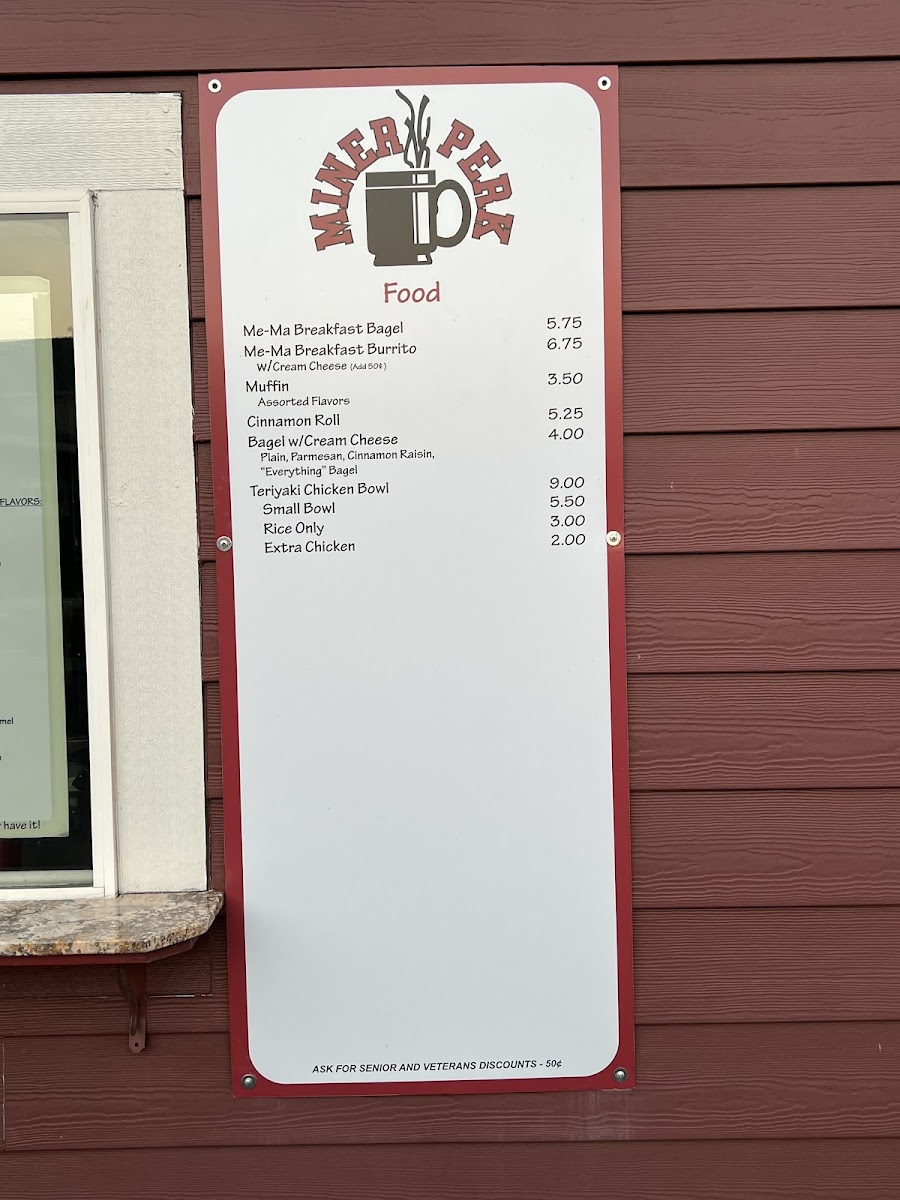 MINER PERK
Food
Me-Ma Breakfast Bagel 5.75
Me-Ma Breakfast Burrito 6.75
w/Cream Cheese (Add 50¢)
Muffin 3.50
Assorted Flavors
Cinnamon Roll 5.25
Bagel w/Cream Cheese 4.00
Plain, Parmesan, Cinnamon Raisin,
"Everything" Bagel
Teriyaki Chicken Bowl 9.00
Small Bowl 5.50
Rice Only 3.00
Extra Chicken 2.00
ASK FOR SENIOR AND VETERANS DISCOUNTS - 50¢
FLAVORS:
mel
have it!